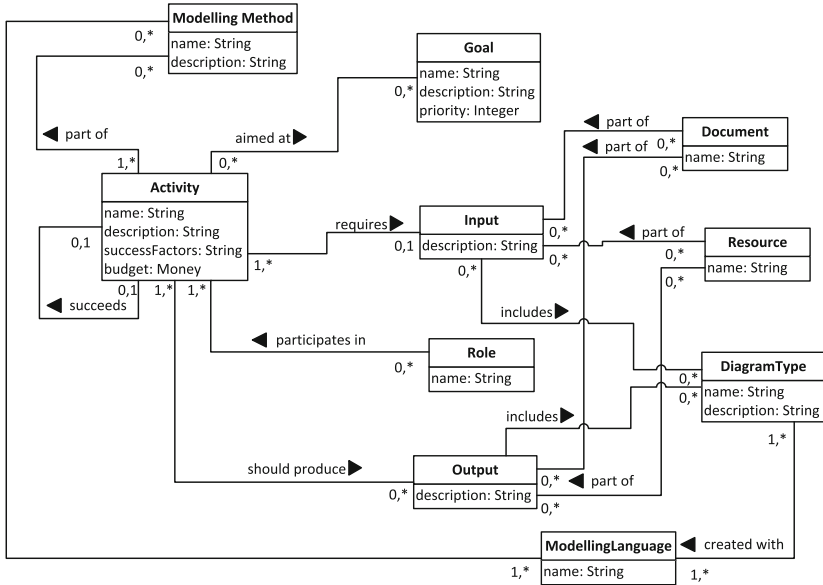 Modelling Method
name: String
description: String
0,*
0,*
Goal
name: String
description: String
priority: Integer
0,*
part of
1,*
aimed at
0,*
Document
name: String
part of
0,*
part of
0,*
Activity
name: String
description: String
successFactors: String
budget: Money
0,1
0,1
succeeds
1,*
1,*
1,*
requires
0,1
Input
description: String
0,*
0,*
0,*
part of
Resource
name: String
0,*
0,*
includes
participates in
0,*
Role
name: String
DiagramType
name: String
description: String
0,*
0,*
1,*
includes
should produce
0,*
Output
description: String
0,*
0,*
part of
ModellingLanguage
name: String
created with
1,*
1,*